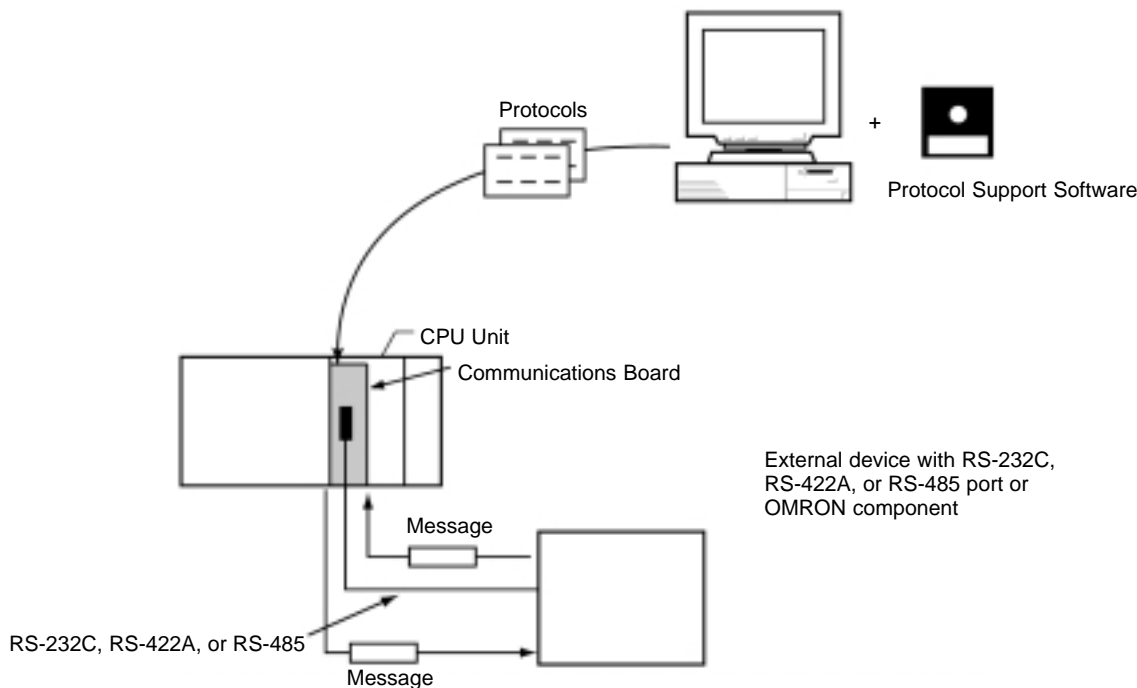 Protocols
+
Protocol Support Software
CPU Unit
Communications Board
External device with RS-232C,
RS-422A, or RS-485 port or
OMRON component
Message
RS-232C, RS-422A, or RS-485
Message